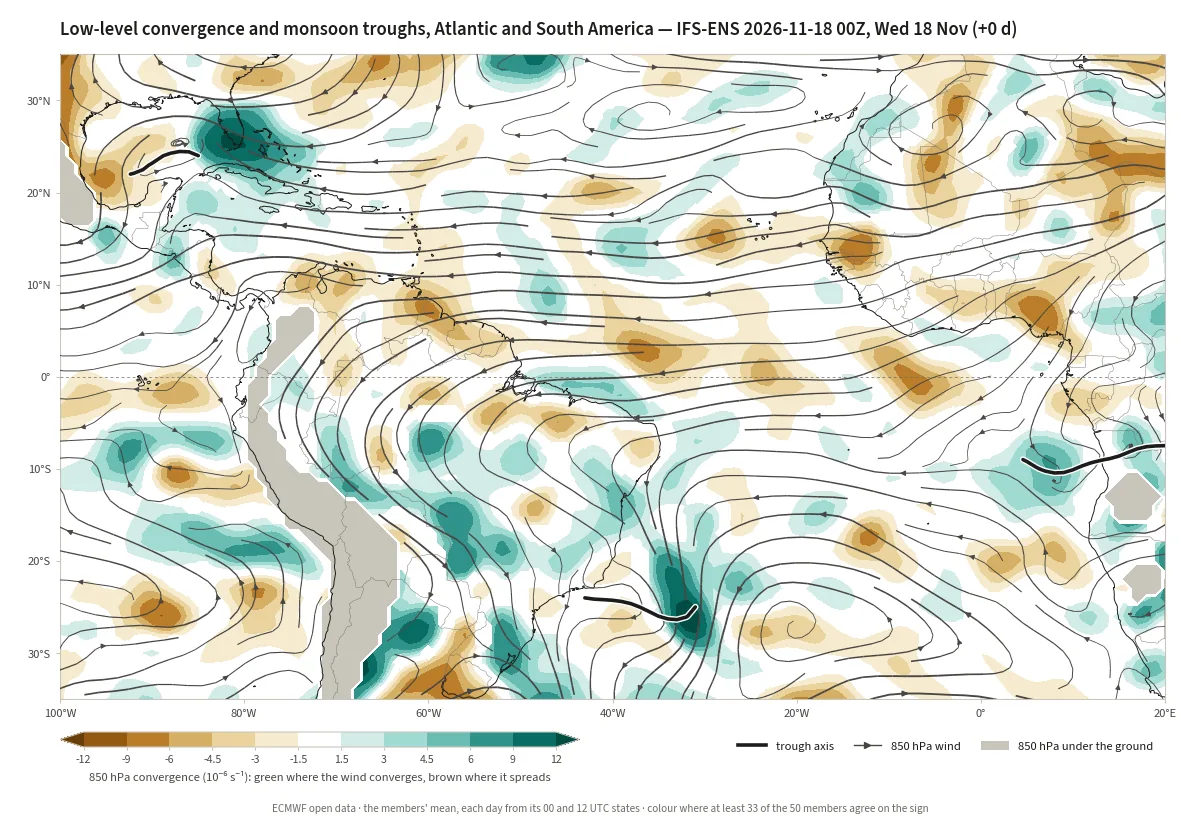 Low-level convergence and monsoon troughs, Atlantic and South America — IFS-ENS 2026-11-18 00Z, Wed 18 Nov (+0 d)
30°N
20°N
10°N
0°
10°S
20°S
30°S
100°W 80°W 60°W 40°W 20°W 0° 20°E
-12 -9 -6 -4.5 -3 -1.5 1.5 3 4.5 6 9 12
850 hPa convergence (10⁻⁶ s⁻¹): green where the wind converges, brown where it spreads
trough axis 850 hPa wind 850 hPa under the ground
ECMWF open data · the members' mean, each day from its 00 and 12 UTC states · colour where at least 33 of the 50 members agree on the sign